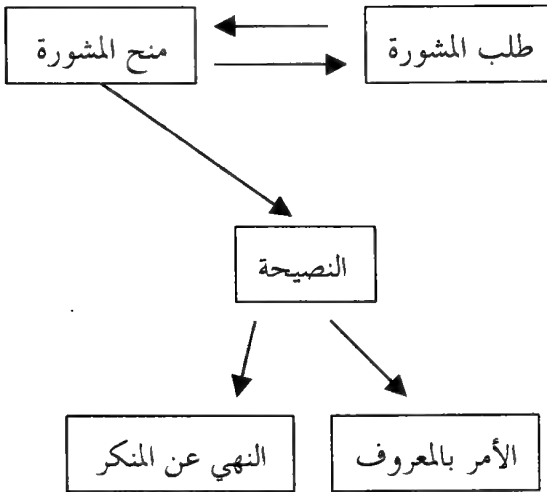 طلب المشورة
منح المشورة
النصيحة
الأمر بالمعروف
النهي عن المنكر